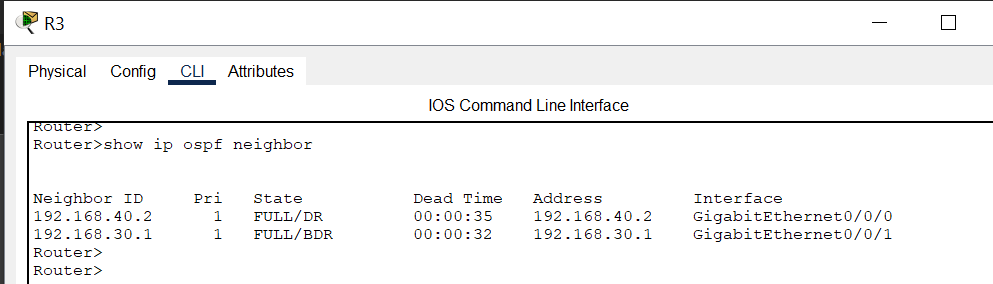 R3
Physical Config CLI Attributes
IOS Command Line Interface
Router>
Router>show ip ospf neighbor
Neighbor ID Pri State Dead Time Address Interface
192.168.40.2 1 FULL/DR 00:00:35 192.168.40.2 GigabitEthernet0/0/0
192.168.30.1 1 FULL/BDR 00:00:32 192.168.30.1 GigabitEthernet0/0/1
Router>
Router>